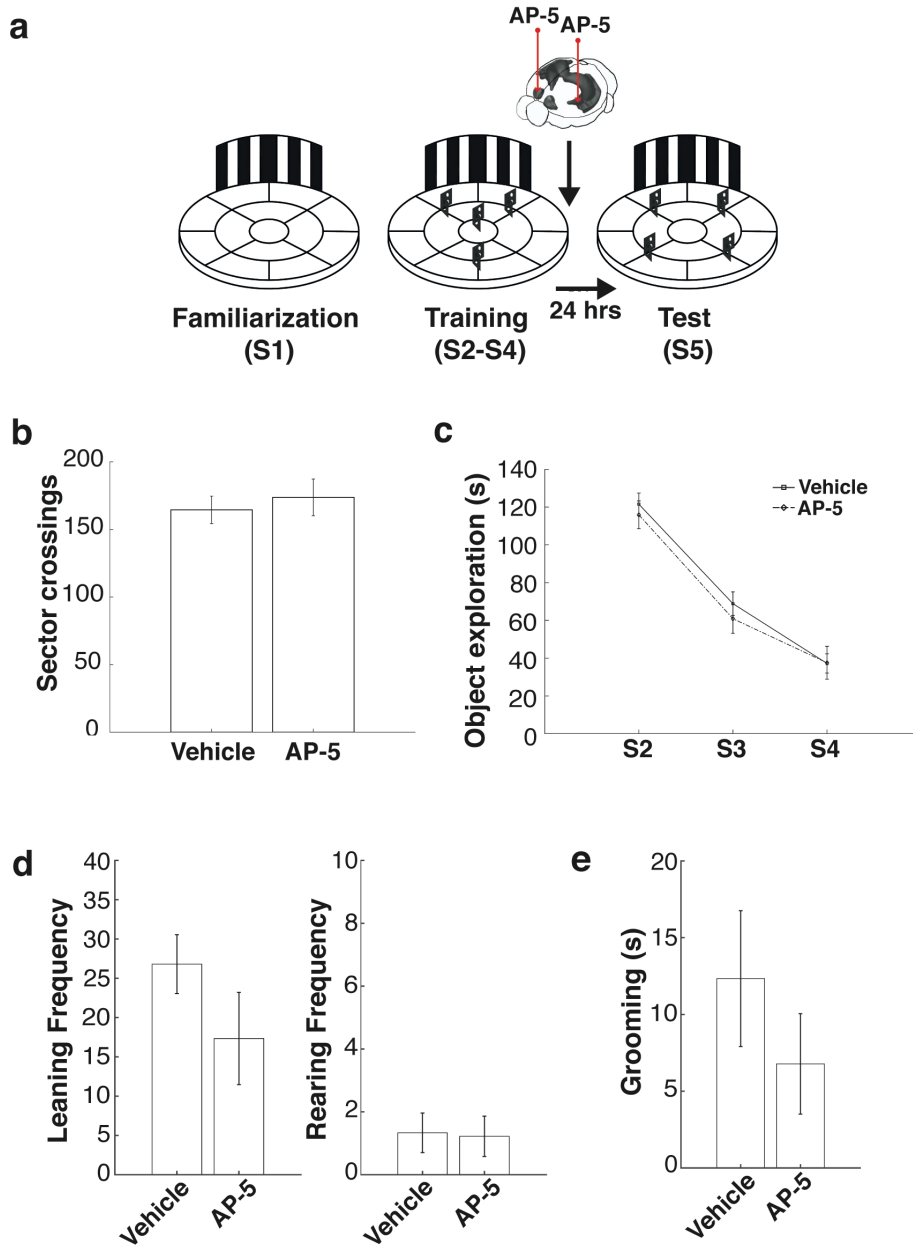 a
AP-5 AP-5
Familiarization
(S1)
Training
(S2-S4)
24 hrs
Test
(S5)
b
Sector crossings
200
150
100
50
0
Vehicle AP-5
c
Object exploration (s)
140
120
100
80
60
40
20
0
S2 S3 S4
Vehicle
AP-5
d
Leaning Frequency
40
35
30
25
20
15
10
5
0
Vehicle
AP-5
Rearing Frequency
10
8
6
4
2
0
Vehicle
AP-5
e
Grooming (s)
20
15
10
5
0
Vehicle
AP-5